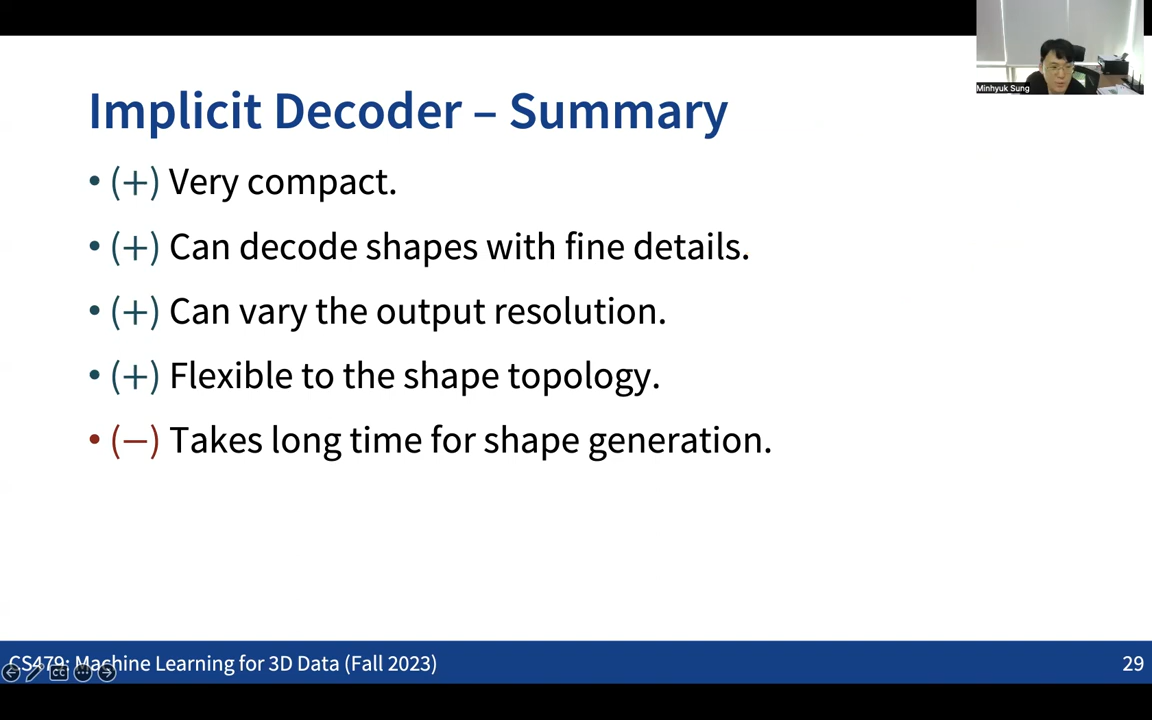 Minhyuk Sung
Implicit Decoder – Summary
• (+) Very compact.
• (+) Can decode shapes with fine details.
• (+) Can vary the output resolution.
• (+) Flexible to the shape topology.
• (−) Takes long time for shape generation.
CS479: Machine Learning for 3D Data (Fall 2023)
29
CC